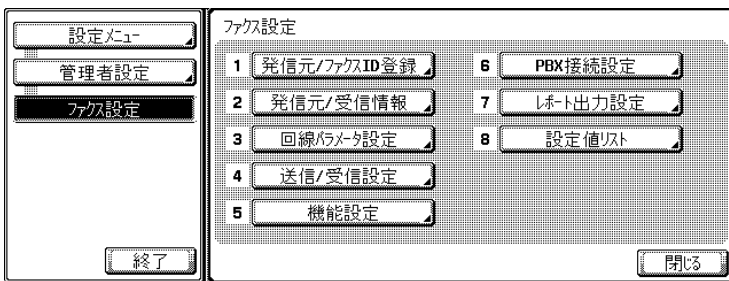 設定メニュー
管理者設定
ファクス設定
終了
ファクス設定
1 発信元/ファクスID登録
2 発信元/受信情報
3 回線パラメータ設定
4 送信/受信設定
5 機能設定
6 PBX接続設定
7 レポート出力設定
8 設定値リスト
閉じる